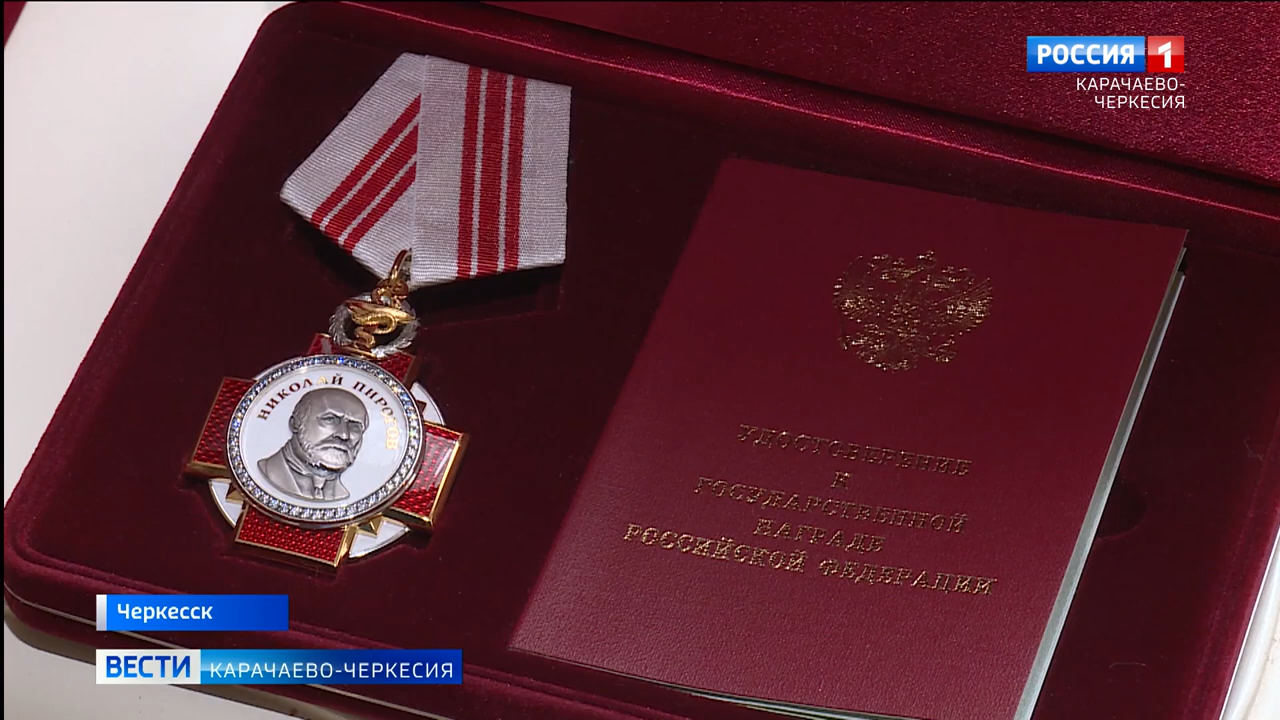 РОССИЯ 1
КАРАЧАЕВО-
ЧЕРКЕСИЯ
НИКОЛАЙ ПИРОГОВ
УДОСТОВЕРЕНИЕ
К
ГОСУДАРСТВЕННОЙ
НАГРАДЕ
РОССИЙСКОЙ ФЕДЕРАЦИИ
Черкесск
ВЕСТИ КАРАЧАЕВО-ЧЕРКЕСИЯ